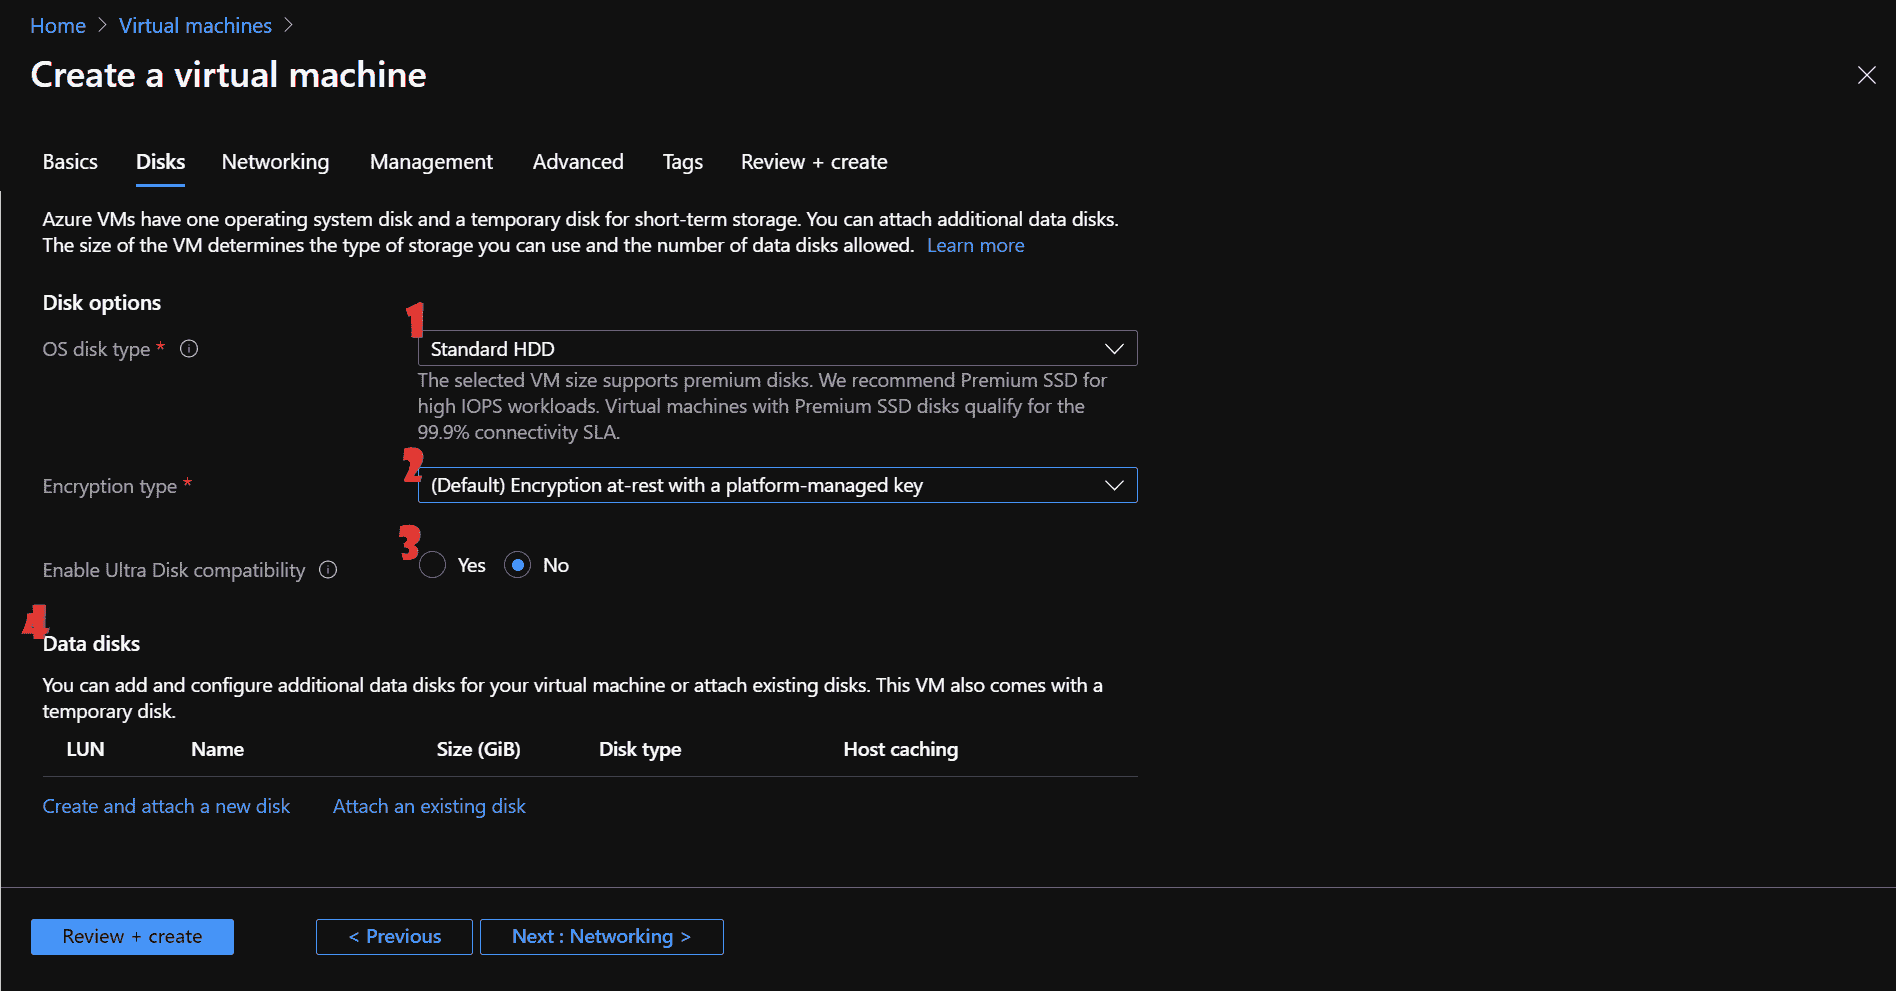 Home > Virtual machines >
Create a virtual machine
Basics Disks Networking Management Advanced Tags Review + create
Azure VMs have one operating system disk and a temporary disk for short-term storage. You can attach additional data disks.
The size of the VM determines the type of storage you can use and the number of data disks allowed. Learn more
Disk options
1
OS disk type * Standard HDD
The selected VM size supports premium disks. We recommend Premium SSD for
high IOPS workloads. Virtual machines with Premium SSD disks qualify for the
99.9% connectivity SLA.
2
Encryption type * (Default) Encryption at-rest with a platform-managed key
3
Enable Ultra Disk compatibility Yes No
4
Data disks
You can add and configure additional data disks for your virtual machine or attach existing disks. This VM also comes with a
temporary disk.
LUN Name Size (GiB) Disk type Host caching
Create and attach a new disk Attach an existing disk
Review + create < Previous Next : Networking >